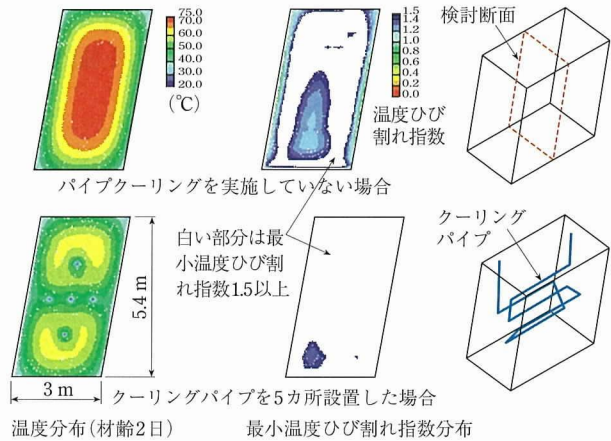 75.0
70.0
60.0
50.0
40.0
30.0
20.0
(℃)
1.5
1.4
1.2
1.0
0.8
0.6
0.4
0.2
0.0
温度ひび
割れ指数
検討断面
パイプクーリングを実施していない場合
白い部分は最
小温度ひび割
れ指数1.5以上
クーリング
パイプ
5.4 m
3 m
クーリングパイプを5カ所設置した場合
温度分布(材齢2日)
最小温度ひび割れ指数分布